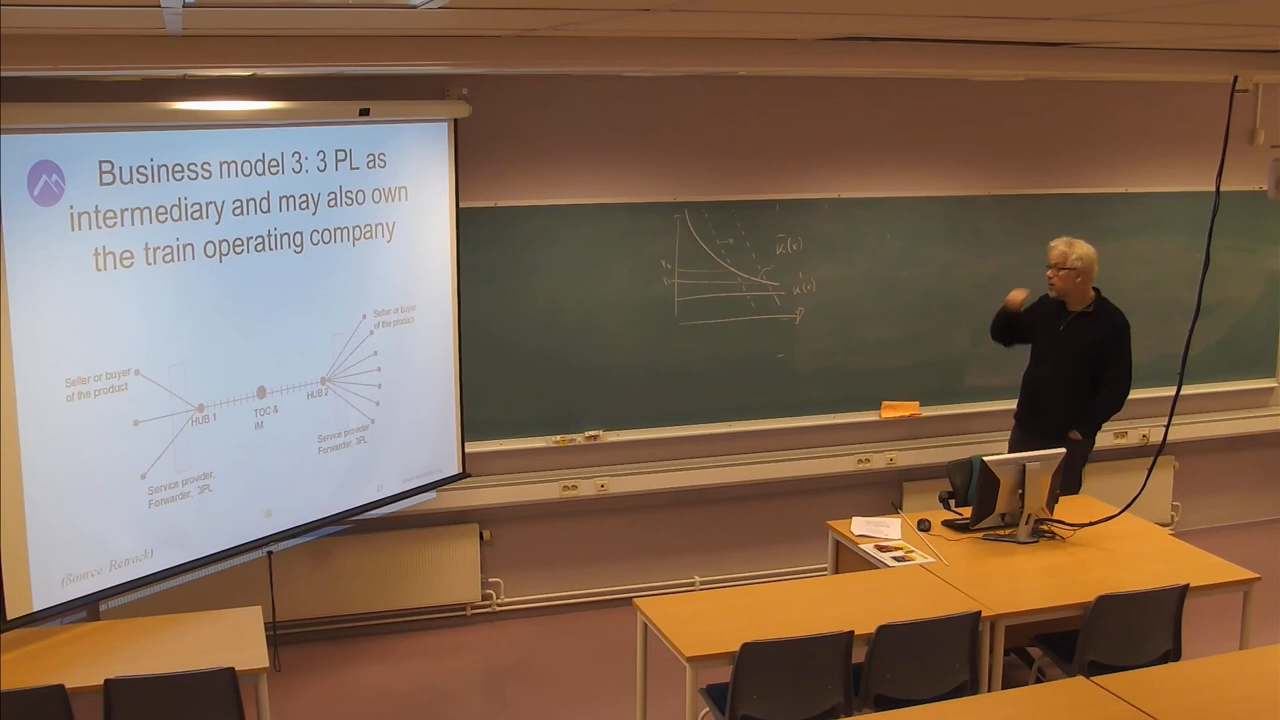 Business model 3: 3 PL as
intermediary and may also own
the train operating company
Seller or buyer
of the product
Seller or buyer
of the product
HUB 1
TOC &
IM
HUB 2
Service provider,
Forwarder, 3PL
Service provider,
Forwarder, 3PL
(Source: Retrack)
K(x)
K'(x)